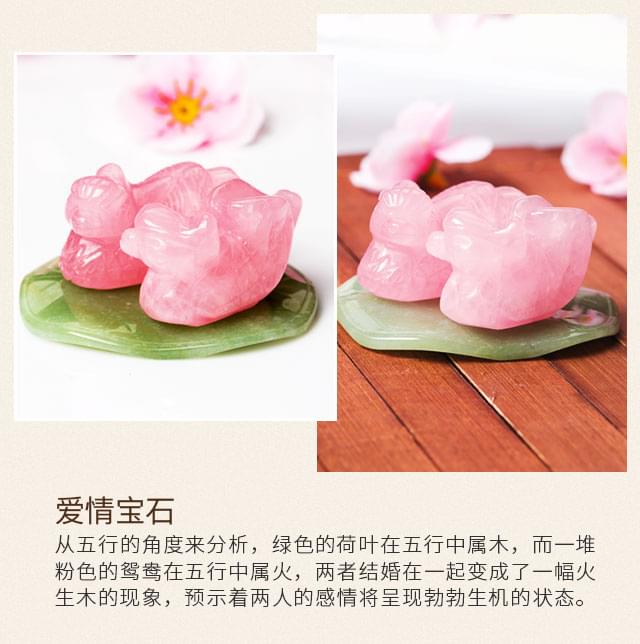 爱情宝石
从五行的角度来分析，绿色的荷叶在五行中属木，而一堆
粉色的鸳鸯在五行中属火，两者结婚在一起变成了一幅火
生木的现象，预示着两人的感情将呈现勃勃生机的状态。